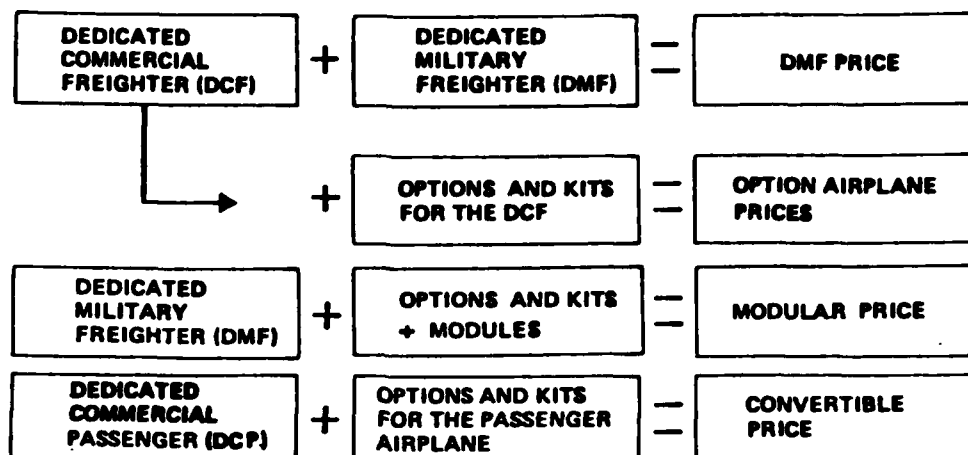 DEDICATED
COMMERCIAL
FREIGHTER (DCF)
+
DEDICATED
MILITARY
FREIGHTER (DMF)
=
DMF PRICE
+
OPTIONS AND KITS
FOR THE DCF
=
OPTION AIRPLANE
PRICES
DEDICATED
MILITARY
FREIGHTER (DMF)
+
OPTIONS AND KITS
+ MODULES
=
MODULAR PRICE
DEDICATED
COMMERCIAL
PASSENGER (DCP)
+
OPTIONS AND KITS
FOR THE PASSENGER
AIRPLANE
=
CONVERTIBLE
PRICE